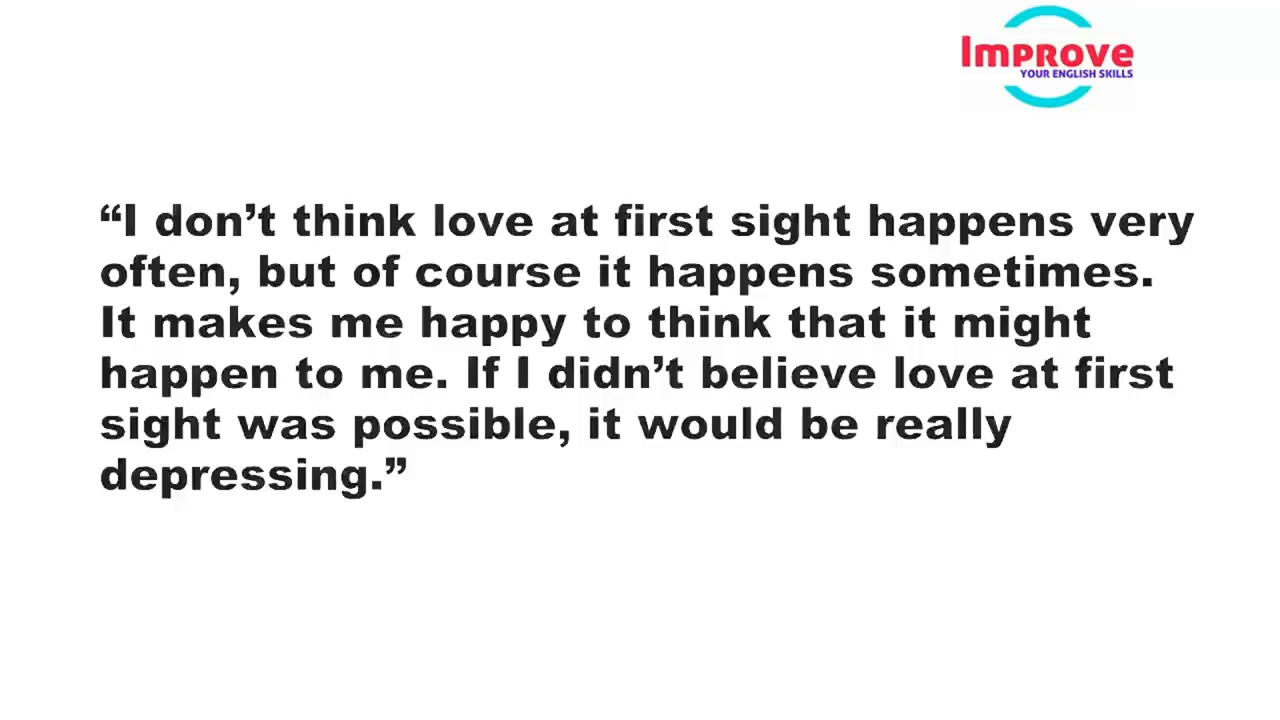 Improve
YOUR ENGLISH SKILLS
“I don’t think love at first sight happens very
often, but of course it happens sometimes.
It makes me happy to think that it might
happen to me. If I didn’t believe love at first
sight was possible, it would be really
depressing.”